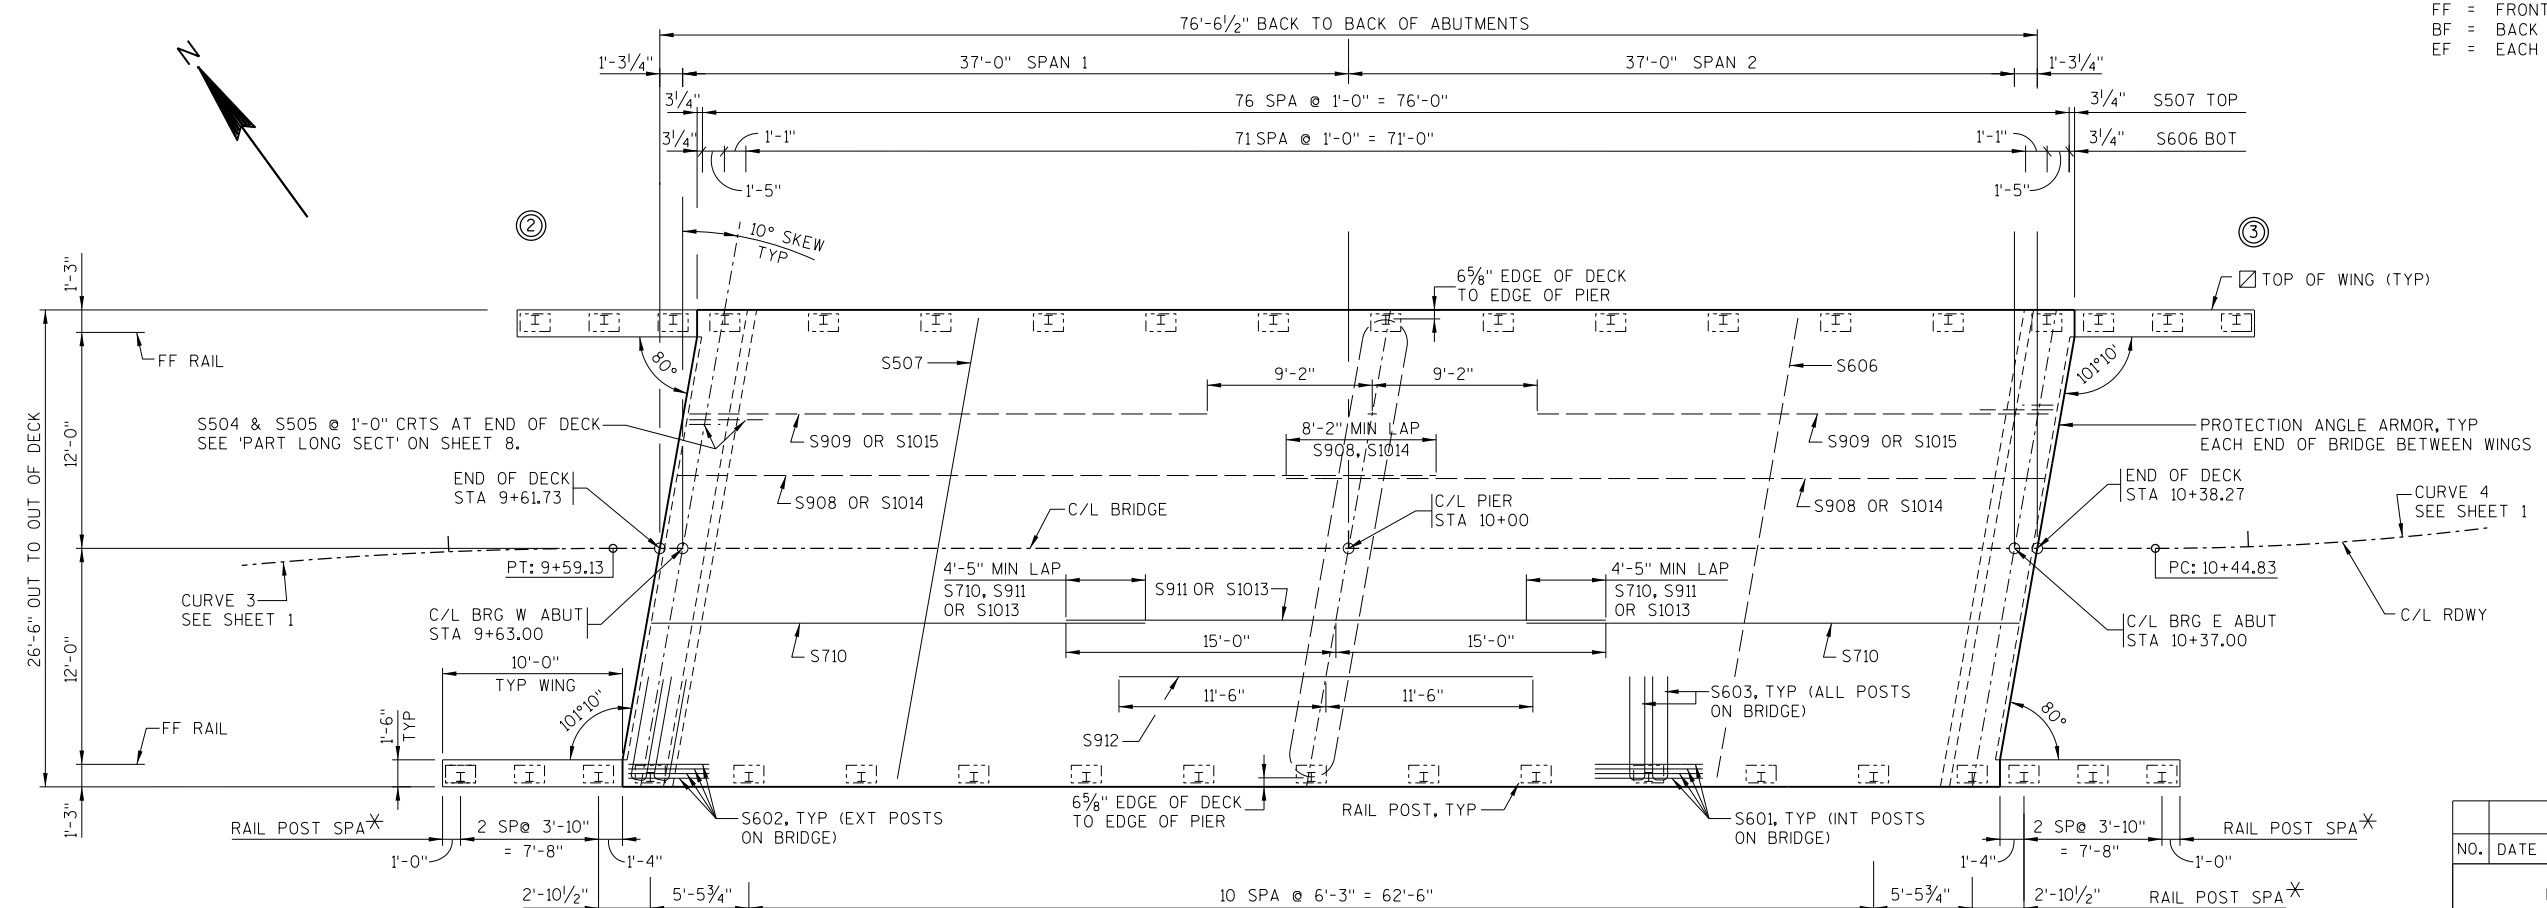 76'-6½" BACK TO BACK OF ABUTMENTS
FF = FRONT
BF = BACK
EF = EACH
N
1'-3¼"
37'-0" SPAN 1
37'-0" SPAN 2
1'-3¼"
3¼"
76 SPA @ 1'-0" = 76'-0"
3¼"
S507 TOP
3¼"
1'-1"
71 SPA @ 1'-0" = 71'-0"
1'-1"
3¼"
S606 BOT
1'-5"
1'-5"
2
10° SKEW
TYP
3
1'-3"
6⅝" EDGE OF DECK
TO EDGE OF PIER
TOP OF WING (TYP)
FF RAIL
80°
S507
S606
101°10'
9'-2"
9'-2"
26'-6" OUT TO OUT OF DECK
12'-0"
S504 & S505 @ 1'-0" CRTS AT END OF DECK
SEE 'PART LONG SECT' ON SHEET 8.
S909 OR S1015
8'-2" MIN LAP
S908, S1014
S909 OR S1015
PROTECTION ANGLE ARMOR, TYP
EACH END OF BRIDGE BETWEEN WINGS
END OF DECK
STA 9+61.73
S908 OR S1014
C/L BRIDGE
C/L PIER
STA 10+00
S908 OR S1014
END OF DECK
STA 10+38.27
CURVE 4
SEE SHEET 1
PT: 9+59.13
PC: 10+44.83
CURVE 3
SEE SHEET 1
C/L BRG W ABUT
STA 9+63.00
4'-5" MIN LAP
S710, S911
OR S1013
S911 OR S1013
4'-5" MIN LAP
S710, S911
OR S1013
C/L BRG E ABUT
STA 10+37.00
C/L RDWY
12'-0"
15'-0"
15'-0"
S710
S710
10'-0"
TYP WING
11'-6"
11'-6"
S603, TYP (ALL POSTS
ON BRIDGE)
101°10"
80°
FF RAIL
1'-6"
TYP
S912
1'-3"
6⅝" EDGE OF DECK
TO EDGE OF PIER
RAIL POST, TYP
S602, TYP (EXT POSTS
ON BRIDGE)
S601, TYP (INT POSTS
ON BRIDGE)
RAIL POST SPA*
2 SP@ 3'-10"
= 7'-8"
1'-0"
1'-4"
2 SP@ 3'-10"
= 7'-8"
1'-4"
1'-0"
RAIL POST SPA*
NO. DATE
2'-10½"
5'-5¾"
10 SPA @ 6'-3" = 62'-6"
5'-5¾"
2'-10½"
RAIL POST SPA*